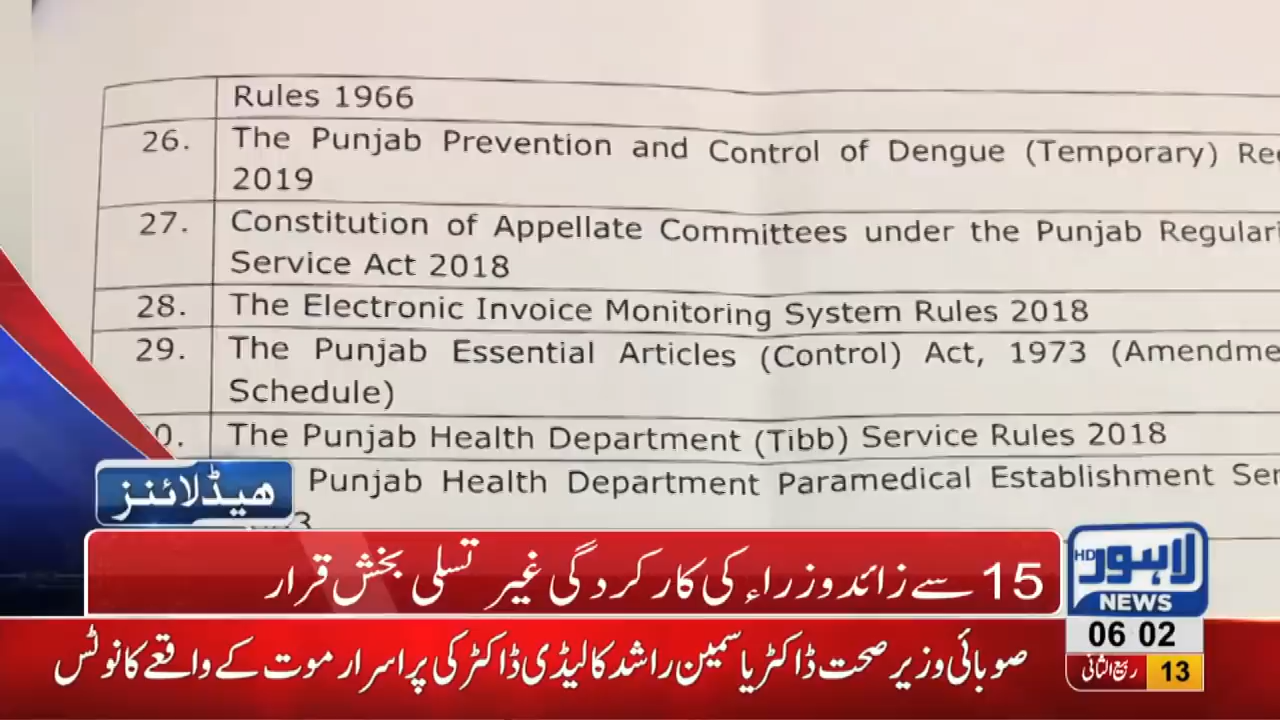 Rules 1966
26. The Punjab Prevention and Control of Dengue (Temporary)
2019
27. Constitution of Appellate Committees under the Punjab
Service Act 2018
28. The Electronic Invoice Monitoring System Rules 2018
29. The Punjab Essential Articles (Control) Act, 1973
Schedule)
The Punjab Health Department (Tibb) Service Rules 2018
Punjab Health Department Paramedical Establishment
ھیڈلائنز
15 سے زائد وزراء کی کارکردگی غیر تسلی بخش قرار
لاہور HD
NEWS
06 02
صوبائی وزیر صحت ڈاکٹر یاسمین راشد کا لیڈی ڈاکٹر کی پراسرار موت کے واقعے کا نوٹس
13 ربیع الثانی